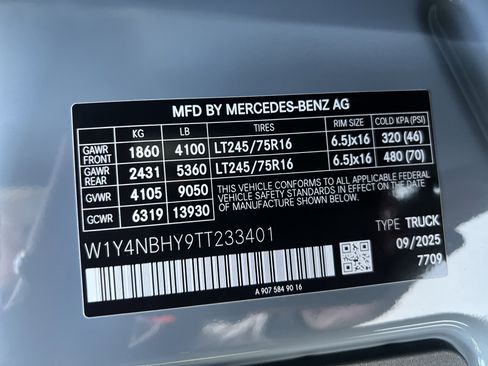 MFD BY MERCEDES-BENZ AG
KG LB TIRES RIM SIZE COLD KPA (PSI)
GAWR FRONT 1860 4100 LT245/75R16 6.5Jx16 320 (46)
GAWR REAR 2431 5360 LT245/75R16 6.5Jx16 480 (70)
GVWR 4105 9050 THIS VEHICLE CONFORMS TO ALL APPLICABLE FEDERAL
VEHICLE SAFETY STANDARDS IN EFFECT ON THE DATE OF
GCWR 6319 13930 MANUFACTURE SHOWN BELOW.
W1Y4NBHY9TT233401 TYPE TRUCK
09/2025
7709
A 907 584 90 16